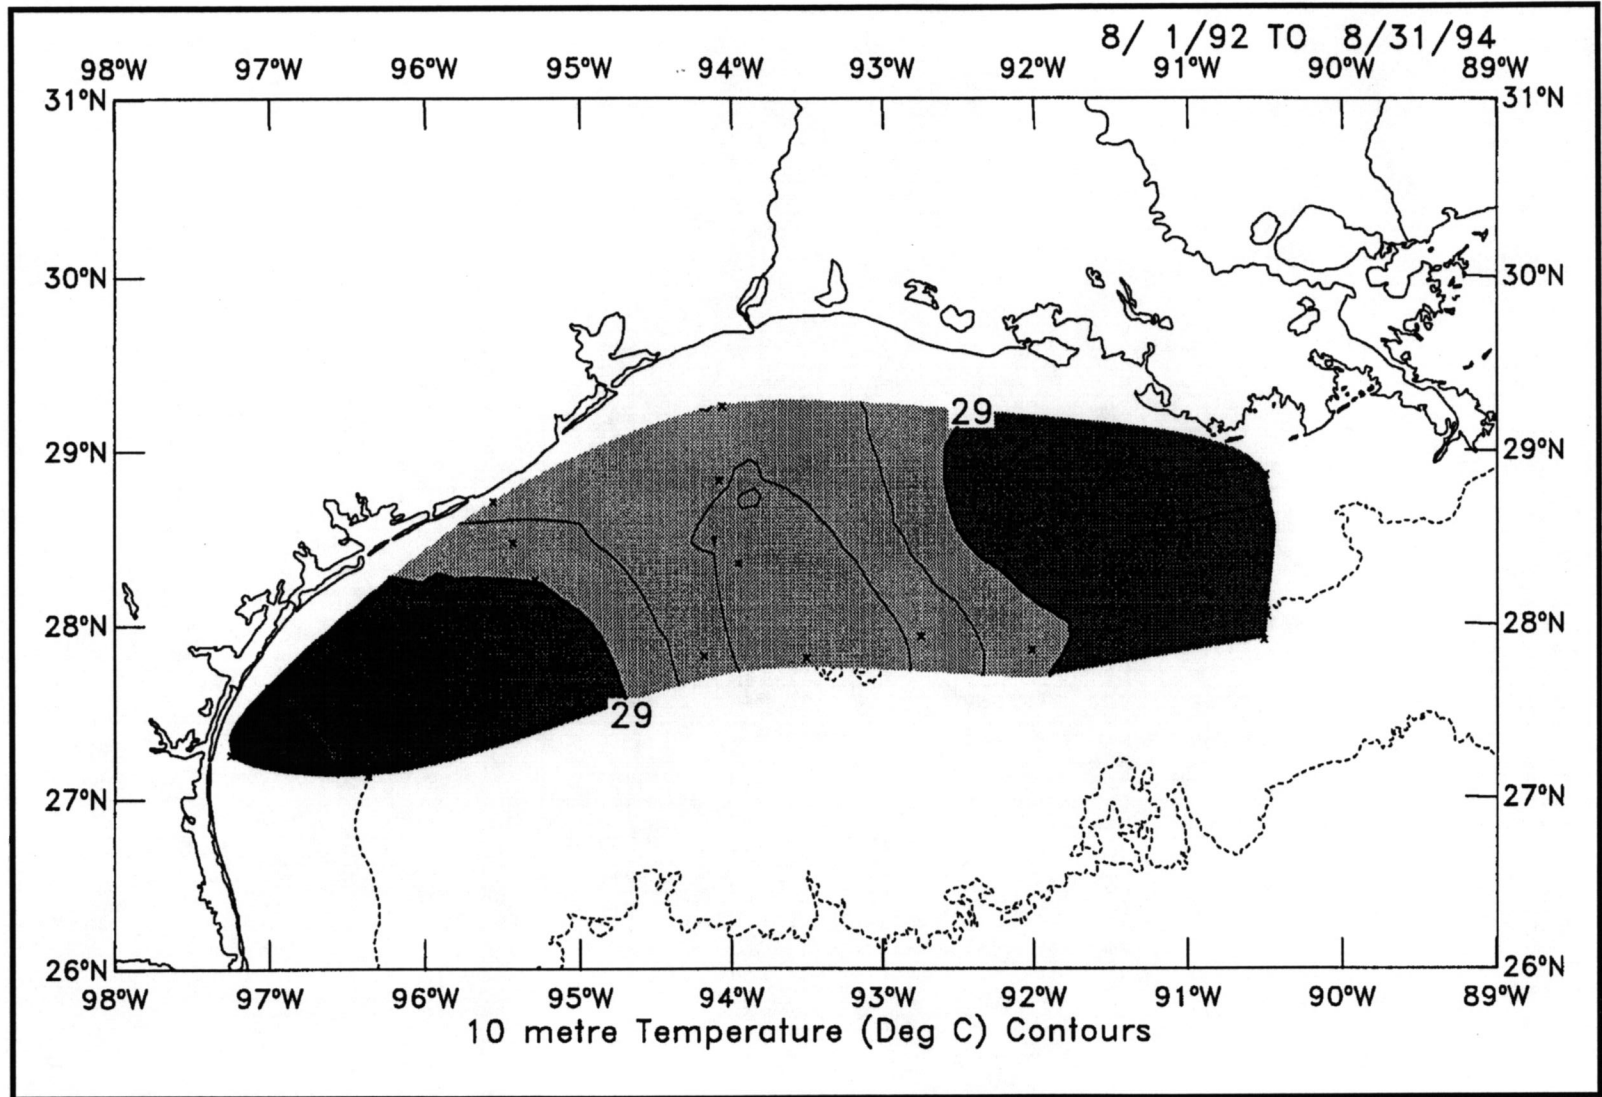 8/ 1/92 TO 8/31/94
98°W 97°W 96°W 95°W 94°W 93°W 92°W 91°W 90°W 89°W
31°N 31°N
30°N 30°N
29
29°N 29°N
28°N 28°N
29
27°N 27°N
26°N 26°N
98°W 97°W 96°W 95°W 94°W 93°W 92°W 91°W 90°W 89°W
10 metre Temperature (Deg C) Contours